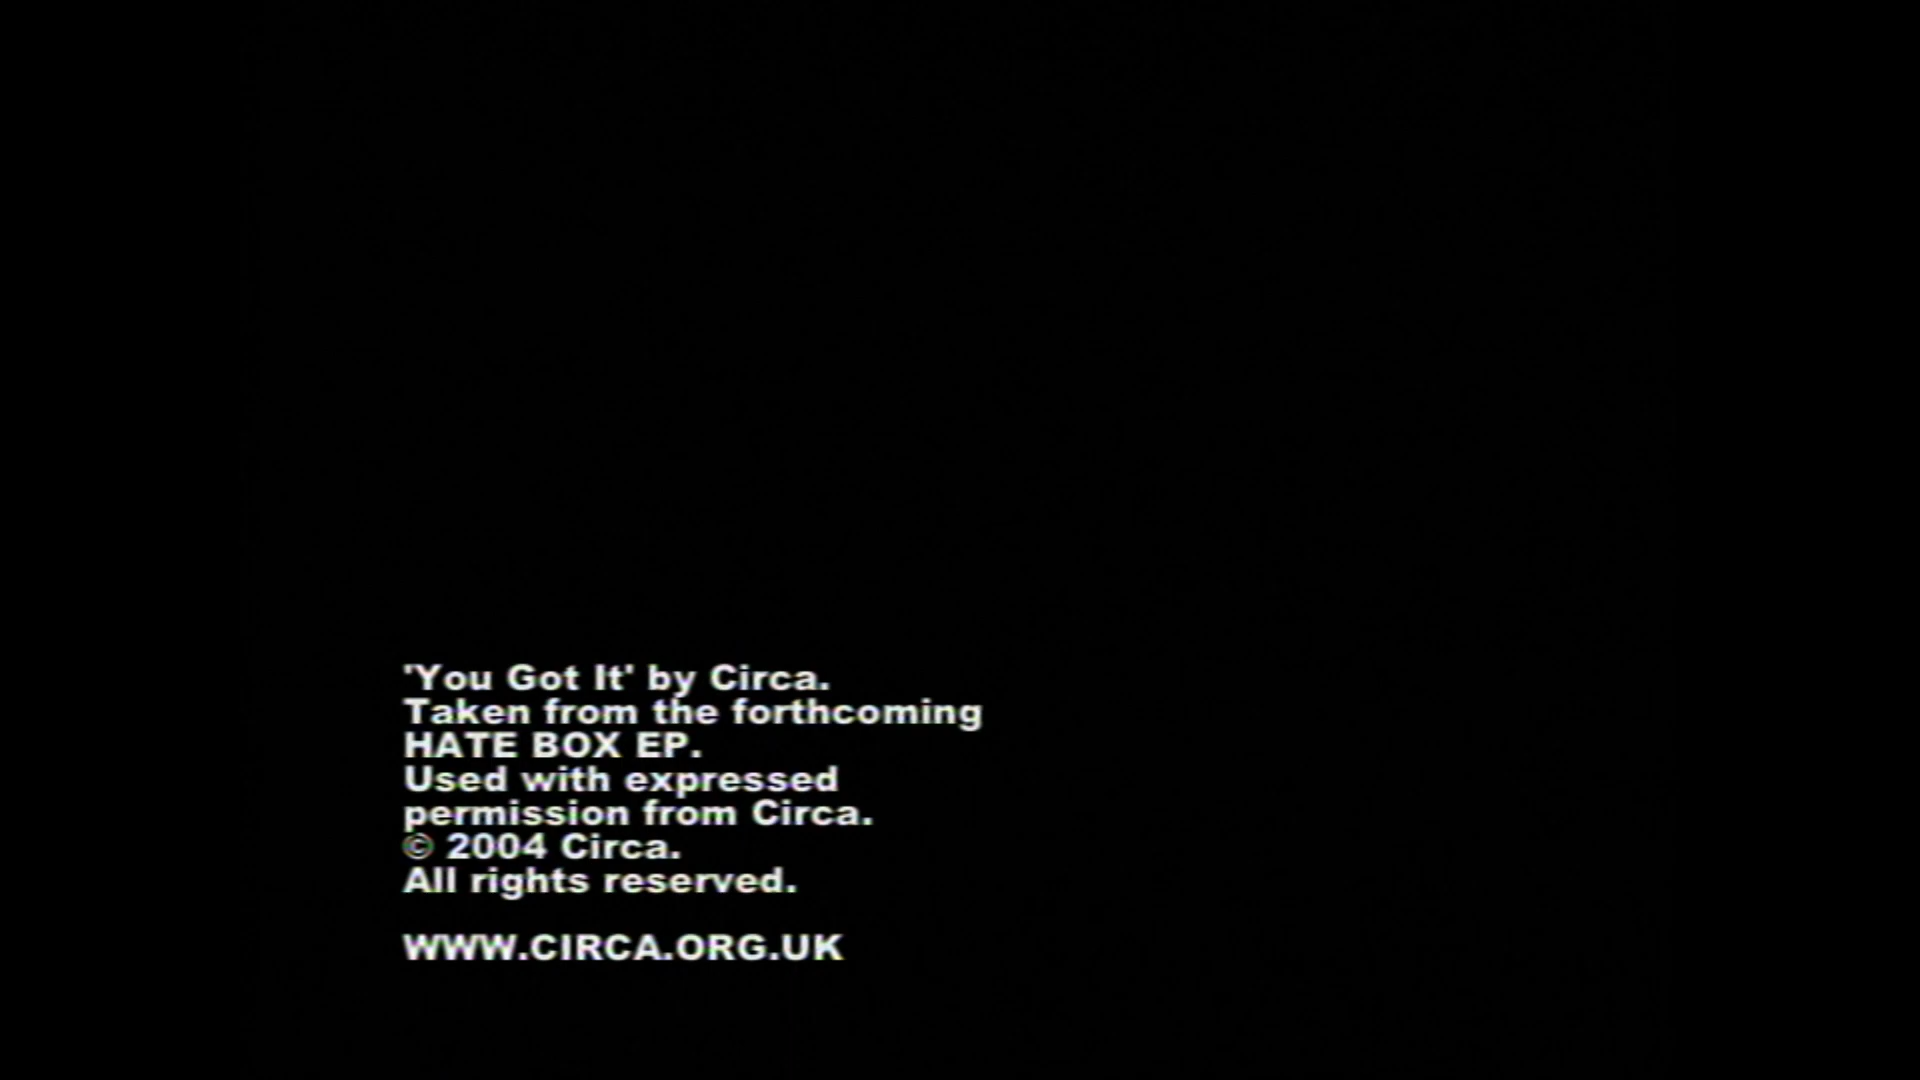 'You Got It' by Circa.
Taken from the forthcoming
HATE BOX EP.
Used with expressed
permission from Circa.
© 2004 Circa.
All rights reserved.
WWW.CIRCA.ORG.UK